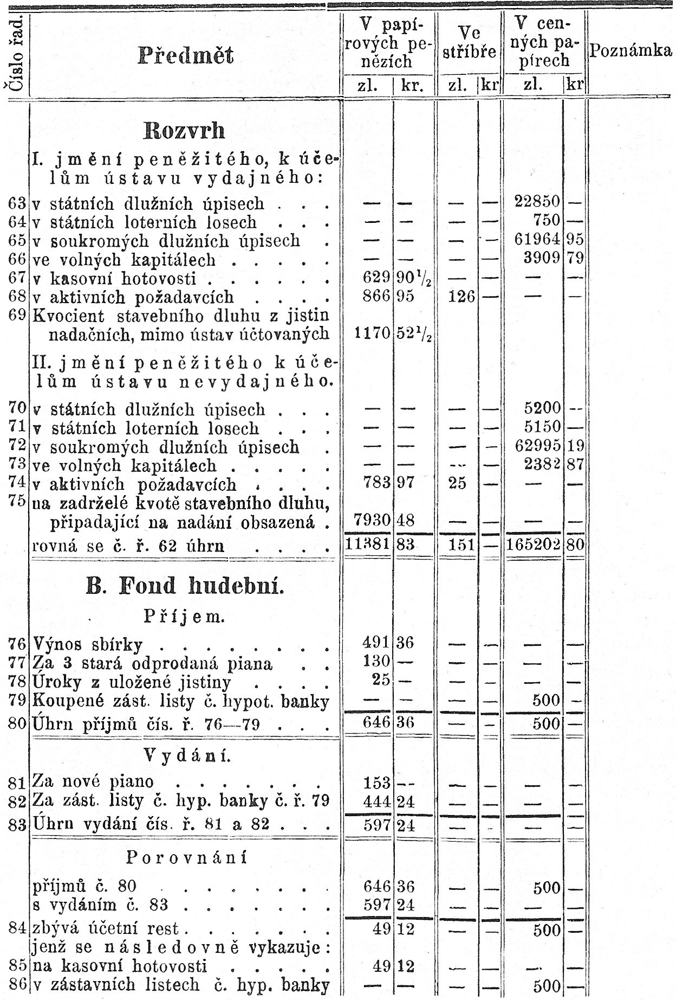 Číslo řad. | Předmět | V papírových penězích | Ve stříbře | V cenných papírech | Poznámka
zl. | kr. | zl. | kr | zl. | kr
Rozvrh
I. jmění peněžitého, k úče-
lům ústavu vydajného:
63 v státních dlužních úpisech . . . — — — — 22850 —
64 v státních loterních losech . . . — — — — 750 —
65 v soukromých dlužních úpisech . — — — — 61964 95
66 ve volných kapitálech . . . . . — — — — 3909 79
67 v kasovní hotovosti . . . . . . 629 90½ — — — —
68 v aktivních požadavcích . . . . 866 95 126 — — —
69 Kvocient stavebního dluhu z jistin
nadačních, mimo ústav účtovaných 1170 52½
II. jmění peněžitého k úče-
lům ústavu nevydajného.
70 v státních dlužních úpisech . . . — — — — 5200 —
71 v státních loterních losech . . . — — — — 5150 —
72 v soukromých dlužních úpisech . — — — — 62995 19
73 ve volných kapitálech . . . . . — — — — 2382 87
74 v aktivních požadavcích . . . . 783 97 25 — — —
75 na zadrželé kvotě stavebního dluhu,
připadající na nadání obsazená . 7930 48 — — — —
rovná se č. ř. 62 úhrn . . . . 11381 83 151 — 165202 80
B. Fond hudební.
Příjem.
76 Výnos sbírky . . . . . . . . 491 36 — — — —
77 Za 3 stará odprodaná piana . . 130 — — — — —
78 Úroky z uložené jistiny . . . . 25 — — — — —
79 Koupené zást. listy č. hypot. banky — — — — 500 —
80 Úhrn příjmů čís. ř. 76—79 . . . 646 36 — — 500 —
Vydání.
81 Za nové piano . . . . . . . 153 — — — — —
82 Za zást. listy č. hyp. banky č. ř. 79 444 24 — — — —
83 Úhrn vydání čís. ř. 81 a 82 . . . 597 24 — — — —
Porovnání
příjmů č. 80 . . . . . . . . 646 36 — — 500 —
s vydáním č. 83 . . . . . . . 597 24 — — — —
84 zbývá účetní rest . . . . . . . 49 12 — — 500 —
jenž se následovně vykazuje:
85 na kasovní hotovosti . . . . . 49 12 — — — —
86 v zástavních listech č. hyp. banky — — — — 500 —